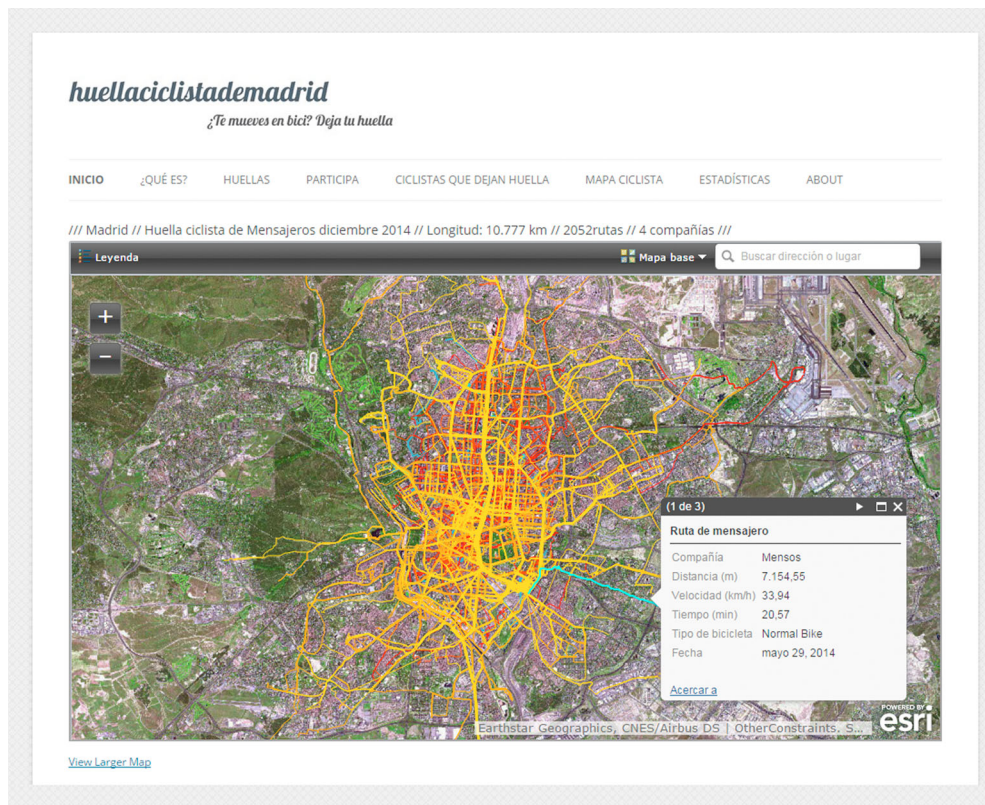 huellaciclistademadrid
¿Te mueves en bici? Deja tu huella
INICIO ¿QUÉ ES? HUELLAS PARTICIPA CICLISTAS QUE DEJAN HUELLA MAPA CICLISTA ESTADÍSTICAS ABOUT
/// Madrid // Huella ciclista de Mensajeros diciembre 2014 // Longitud: 10.777 km // 2052rutas // 4 compañías ///
Leyenda Mapa base Buscar dirección o lugar
+
−
(1 de 3)
Ruta de mensajero
Compañía Mensos
Distancia (m) 7.154,55
Velocidad (km/h) 33,94
Tiempo (min) 20,57
Tipo de bicicleta Normal Bike
Fecha mayo 29, 2014
Acercar a
POWERED BY
esri
Earthstar Geographics, CNES/Airbus DS | OtherConstraints. S...
View Larger Map